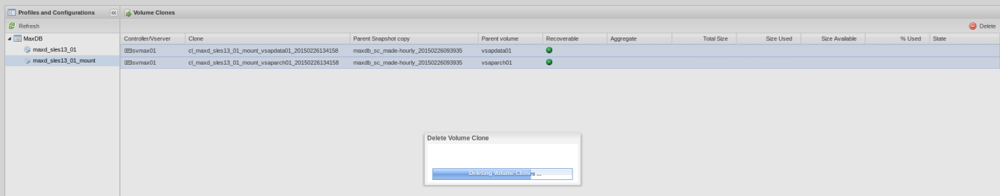 Profiles and Configurations
Volume Clones
Refresh
Delete
MaxDB
maxd_sles13_01
maxd_sles13_01_mount
Controller/Vserver Clone Parent Snapshot copy Parent volume Recoverable Aggregate Total Size Size Used Size Available % Used State
svmax01 cl_maxd_sles13_01_mount_vsapdata01_20150226134158 maxdb_sc_made-hourly_20150226093935 vsapdata01
svmax01 cl_maxd_sles13_01_mount_vsaparch01_20150226134158 maxdb_sc_made-hourly_20150226093935 vsaparch01
Delete Volume Clone
Deleting Volume Clones ...